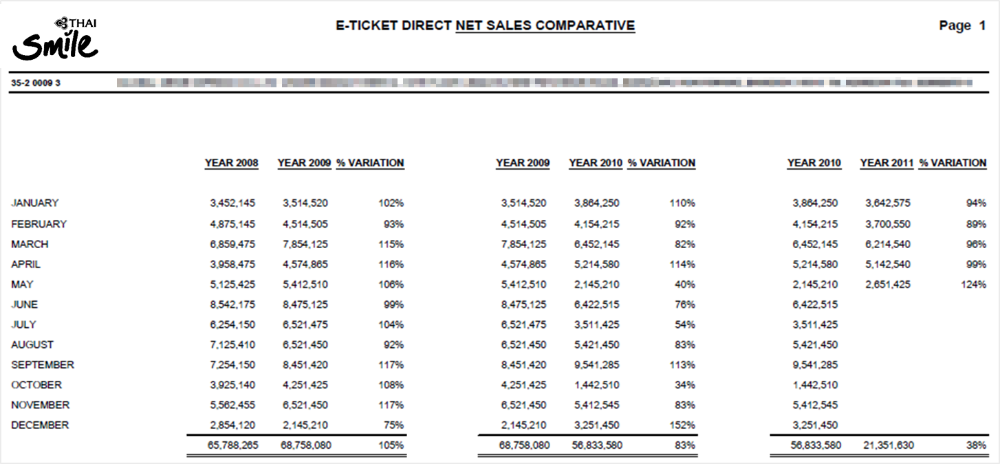 THAI
Smile
E-TICKET DIRECT NET SALES COMPARATIVE Page 1
35-2 0009 3
YEAR 2008 YEAR 2009 % VARIATION YEAR 2009 YEAR 2010 % VARIATION YEAR 2010 YEAR 2011 % VARIATION
JANUARY 3,452,145 3,514,520 102% 3,514,520 3,864,250 110% 3,864,250 3,642,575 94%
FEBRUARY 4,875,145 4,514,505 93% 4,514,505 4,154,215 92% 4,154,215 3,700,550 89%
MARCH 6,859,475 7,854,125 115% 7,854,125 6,452,145 82% 6,452,145 6,214,540 96%
APRIL 3,958,475 4,574,865 116% 4,574,865 5,214,580 114% 5,214,580 5,142,540 99%
MAY 5,125,425 5,412,510 106% 5,412,510 2,145,210 40% 2,145,210 2,651,425 124%
JUNE 8,542,175 8,475,125 99% 8,475,125 6,422,515 76% 6,422,515
JULY 6,254,150 6,521,475 104% 6,521,475 3,511,425 54% 3,511,425
AUGUST 7,125,410 6,521,450 92% 6,521,450 5,421,450 83% 5,421,450
SEPTEMBER 7,254,150 8,451,420 117% 8,451,420 9,541,285 113% 9,541,285
OCTOBER 3,925,140 4,251,425 108% 4,251,425 1,442,510 34% 1,442,510
NOVEMBER 5,562,455 6,521,450 117% 6,521,450 5,412,545 83% 5,412,545
DECEMBER 2,854,120 2,145,210 75% 2,145,210 3,251,450 152% 3,251,450
65,788,265 68,758,080 105% 68,758,080 56,833,580 83% 56,833,580 21,351,630 38%